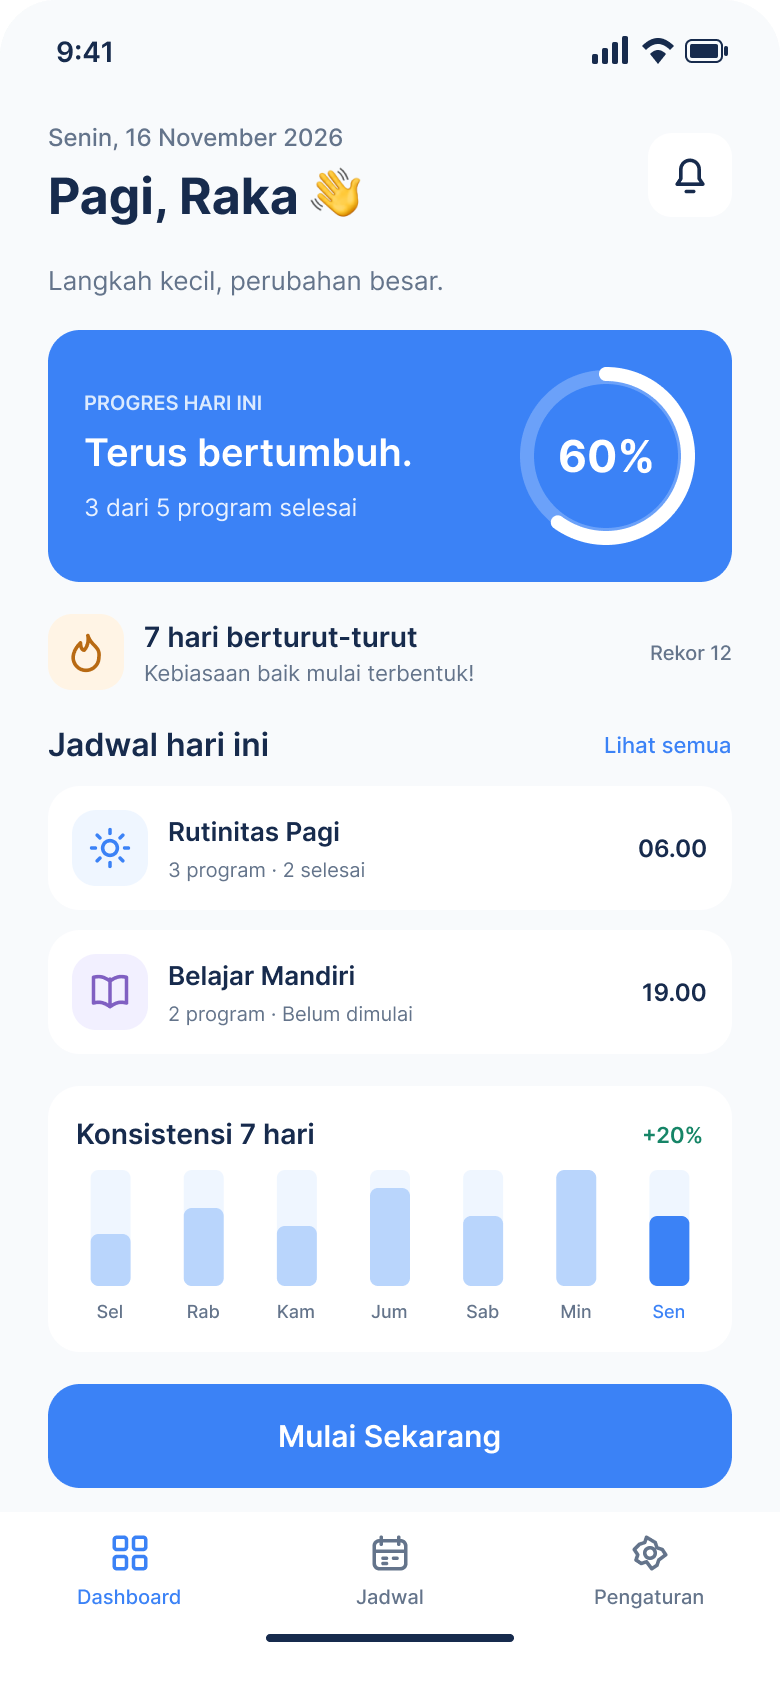 9:41
Senin, 16 November 2026
Pagi, Raka 👋
Langkah kecil, perubahan besar.
PROGRES HARI INI
Terus bertumbuh.
3 dari 5 program selesai
60%
7 hari berturut-turut
Kebiasaan baik mulai terbentuk!
Rekor 12
Jadwal hari ini
Lihat semua
Rutinitas Pagi
3 program · 2 selesai
06.00
Belajar Mandiri
2 program · Belum dimulai
19.00
Konsistensi 7 hari
+20%
Sel Rab Kam Jum Sab Min Sen
Mulai Sekarang
Dashboard Jadwal Pengaturan